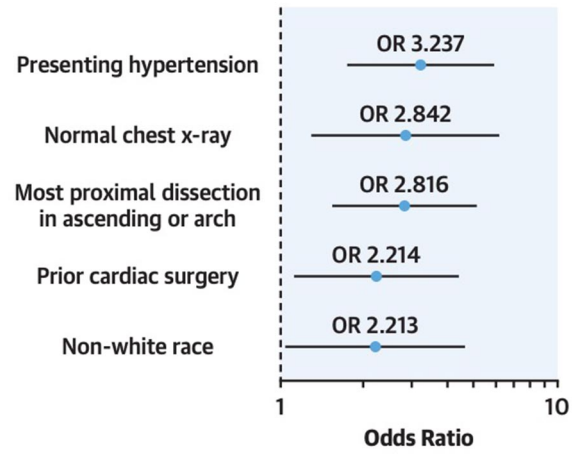 OR 3.237
Presenting hypertension
OR 2.842
Normal chest x-ray
OR 2.816
Most proximal dissection
in ascending or arch
OR 2.214
Prior cardiac surgery
OR 2.213
Non-white race
1
10
Odds Ratio